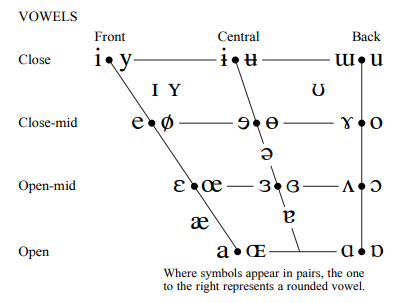 VOWELS
Front Central Back
Close i y ɨ ʉ ɯ u
ɪ ʏ ʊ
Close-mid e ø ɘ ɵ ɤ o
ə
Open-mid ɛ œ ɜ ɞ ʌ ɔ
æ ɐ
Open a ɶ ɑ ɒ
Where symbols appear in pairs, the one
to the right represents a rounded vowel.